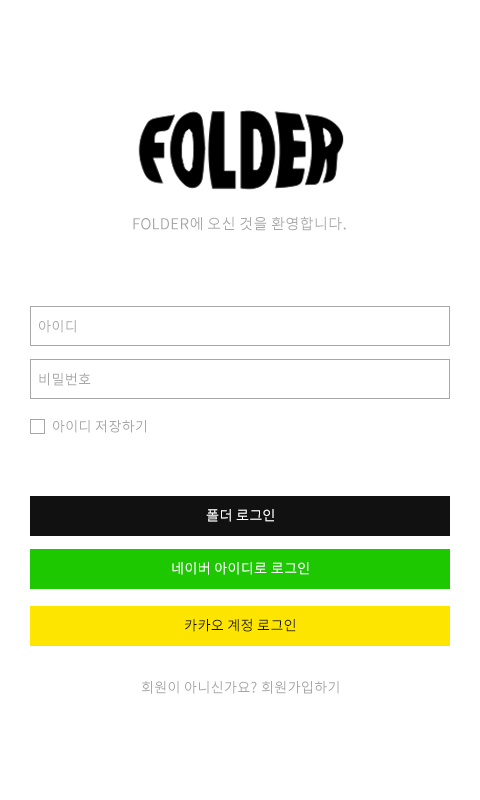 FOLDER
FOLDER에 오신 것을 환영합니다.
아이디
비밀번호
아이디 저장하기
폴더 로그인
네이버 아이디로 로그인
카카오 계정 로그인
회원이 아니신가요? 회원가입하기